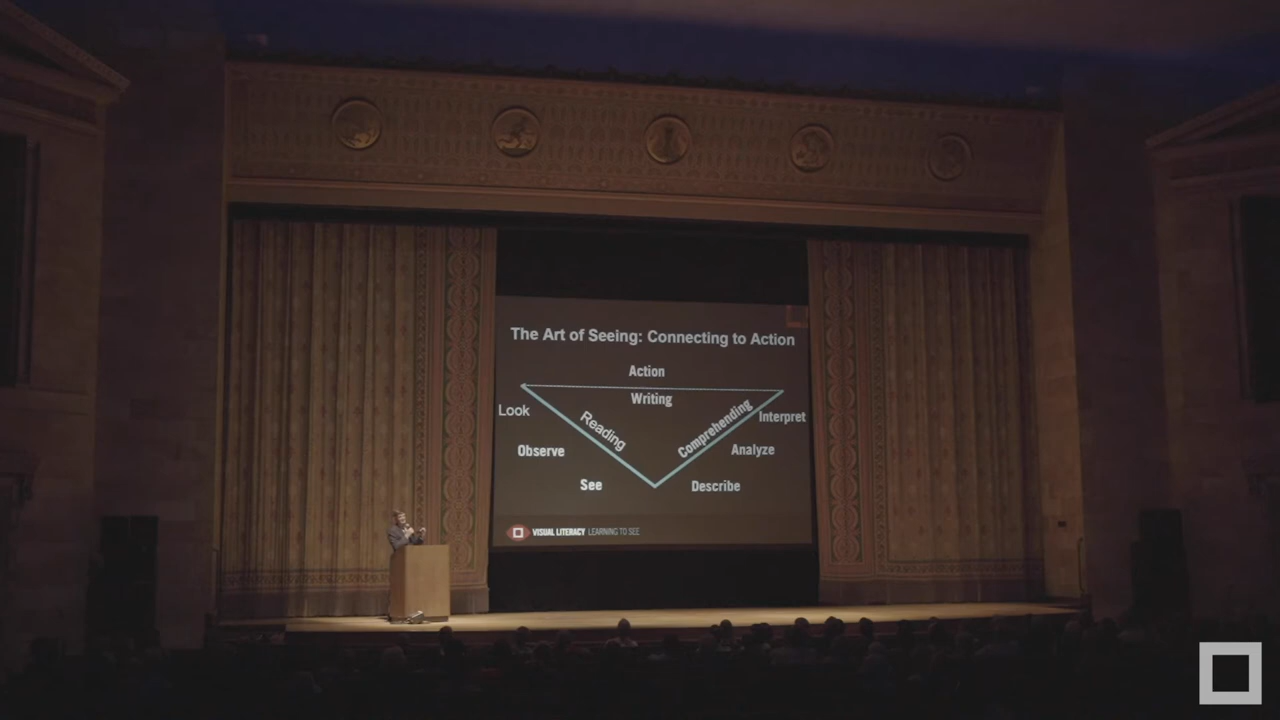 The Art of Seeing: Connecting to Action
Action
Writing
Look
Reading
Comprehending
Interpret
Observe
Analyze
See
Describe
VISUAL LITERACY LEARNING TO SEE